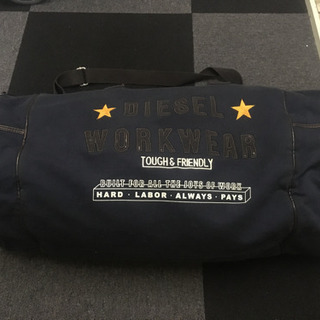 DIESEL
WORKWEAR
TOUGH & FRIENDLY
BUILT FOR ALL THE JOYS OF WORK
HARD · LABOR · ALWAYS · PAYS